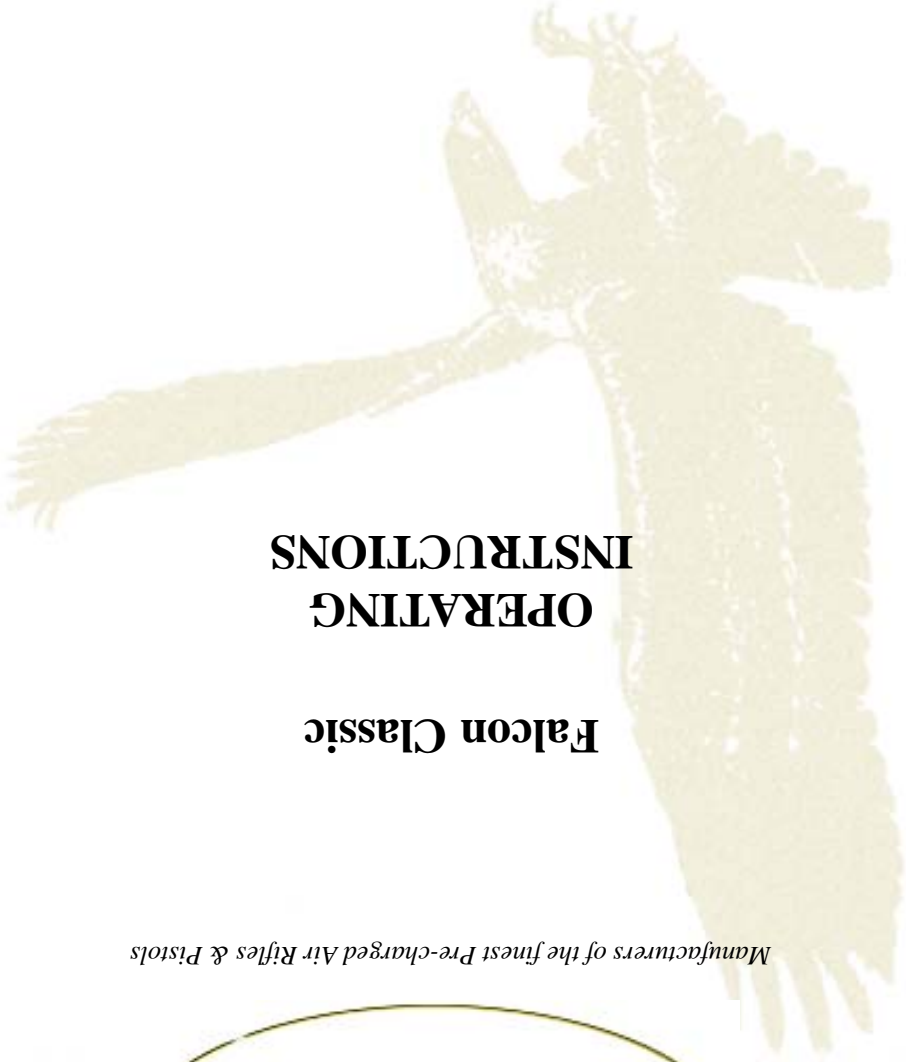 Manufacturers of the finest Pre-charged Air Rifles & Pistols
Falcon Classic
OPERATING
INSTRUCTIONS